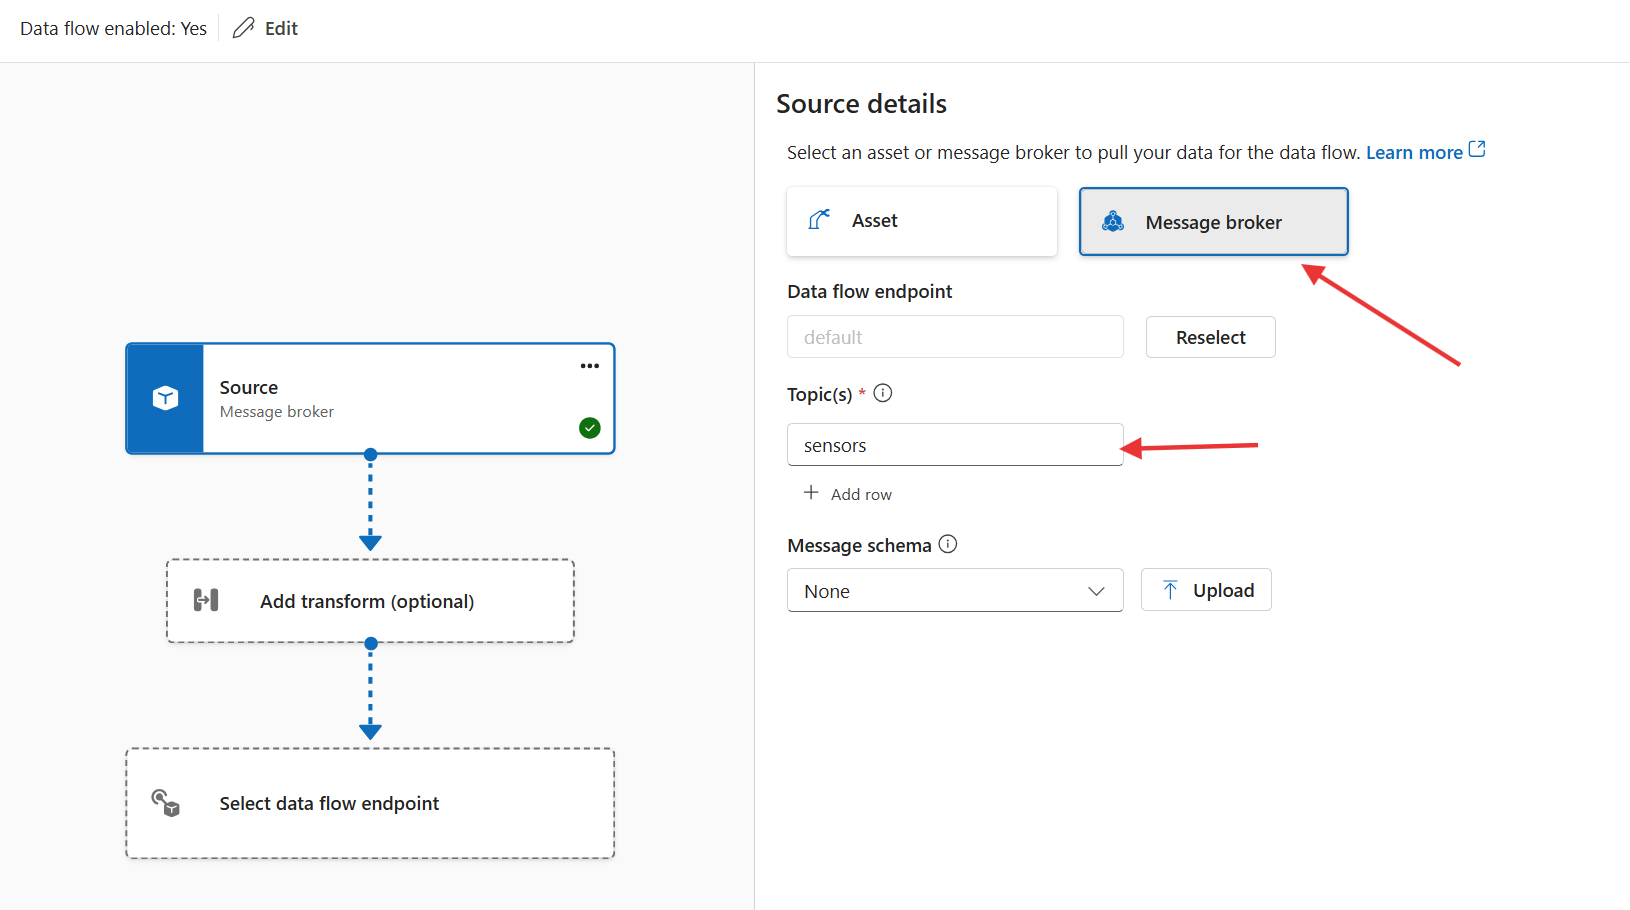 Data flow enabled: Yes
Edit
Source
Message broker
Add transform (optional)
Select data flow endpoint
Source details
Select an asset or message broker to pull your data for the data flow. Learn more
Asset
Message broker
Data flow endpoint
default
Reselect
Topic(s) *
sensors
Add row
Message schema
None
Upload